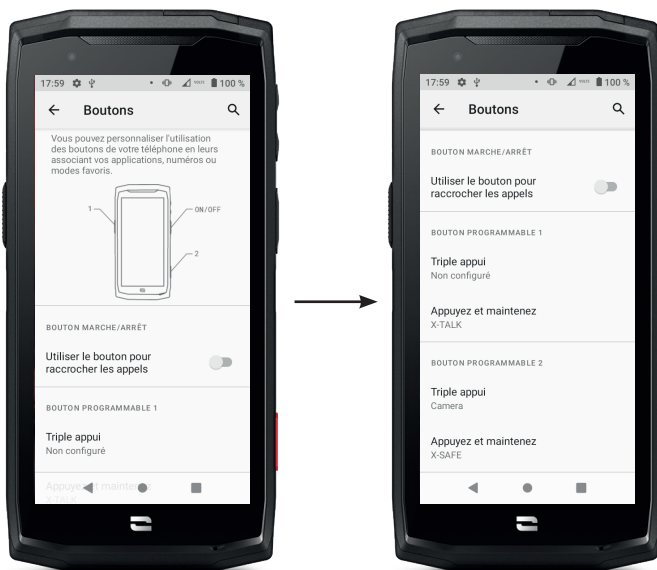 17:59 100 %
Boutons
Vous pouvez personnaliser l'utilisation
des boutons de votre téléphone en leurs
associant vos applications, numéros ou
modes favoris.
1 ON/OFF
2
BOUTON MARCHE/ARRÊT
Utiliser le bouton pour
raccrocher les appels
BOUTON PROGRAMMABLE 1
Triple appui
Non configuré
Appuyez et maintenez
X-TALK
17:59 100 %
Boutons
BOUTON MARCHE/ARRÊT
Utiliser le bouton pour
raccrocher les appels
BOUTON PROGRAMMABLE 1
Triple appui
Non configuré
Appuyez et maintenez
X-TALK
BOUTON PROGRAMMABLE 2
Triple appui
Camera
Appuyez et maintenez
X-SAFE